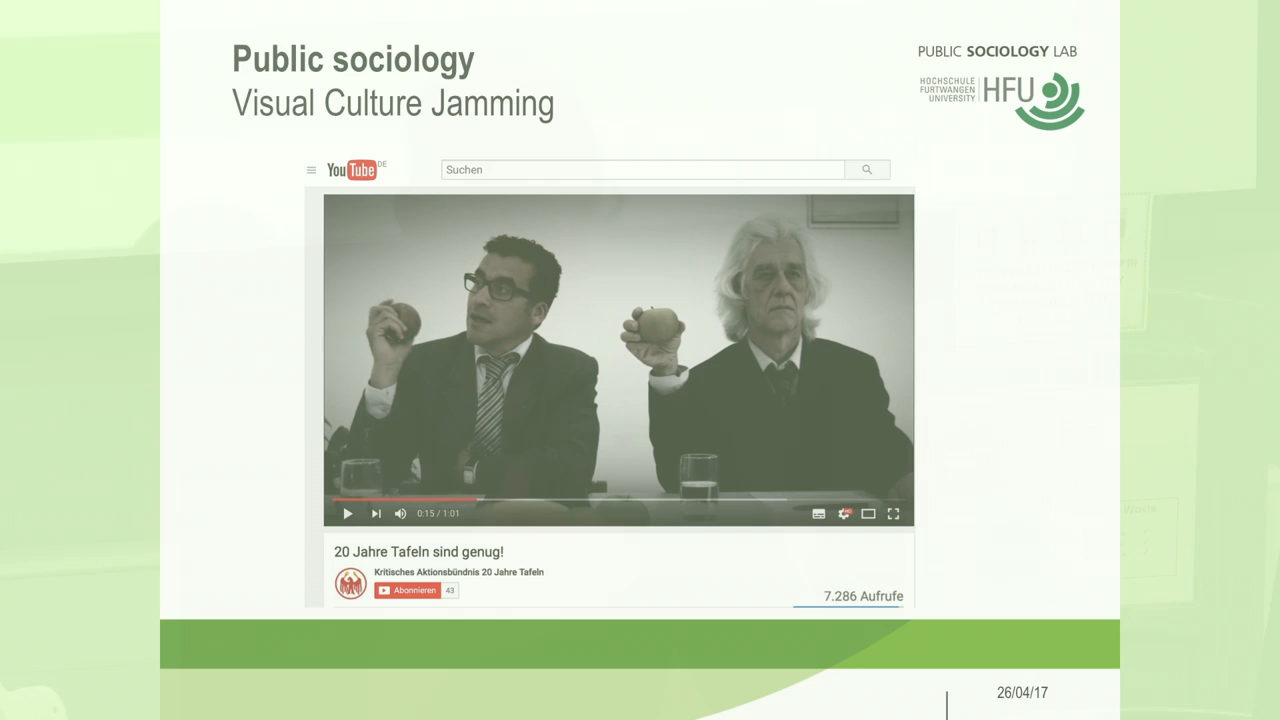 Public sociology
Visual Culture Jamming
PUBLIC SOCIOLOGY LAB
HOCHSCHULE
FURTWANGEN
UNIVERSITY
HFU
YouTube DE
Suchen
0:15 / 1:01
20 Jahre Tafeln sind genug!
Kritisches Aktionsbündnis 20 Jahre Tafeln
Abonnieren 43
7.286 Aufrufe
26/04/17